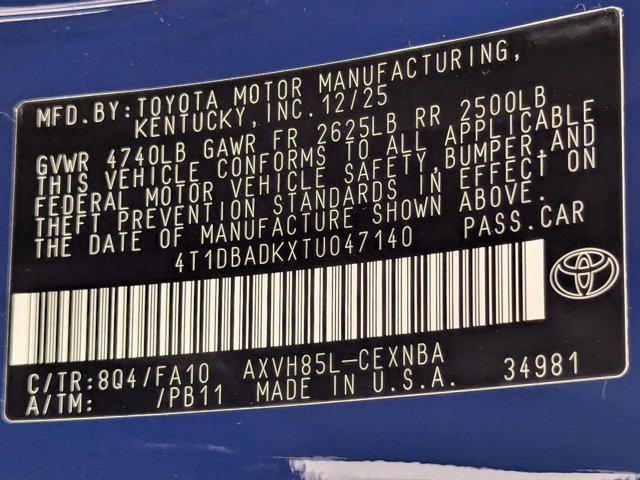 MFD. BY: TOYOTA MOTOR MANUFACTURING,
KENTUCKY, INC. 12/25
GVWR 4740LB GAWR FR 2625LB RR 2500LB
THIS VEHICLE CONFORMS TO ALL APPLICABLE
FEDERAL MOTOR VEHICLE SAFETY, BUMPER, AND
THEFT PREVENTION STANDARDS IN EFFECT ON
THE DATE OF MANUFACTURE SHOWN ABOVE.
4T1DBADKXTU047140 PASS.CAR
C/TR:8Q4/FA10 AXVH85L-CEXNBA 34981
A/TM: /PB11 MADE IN U.S.A.